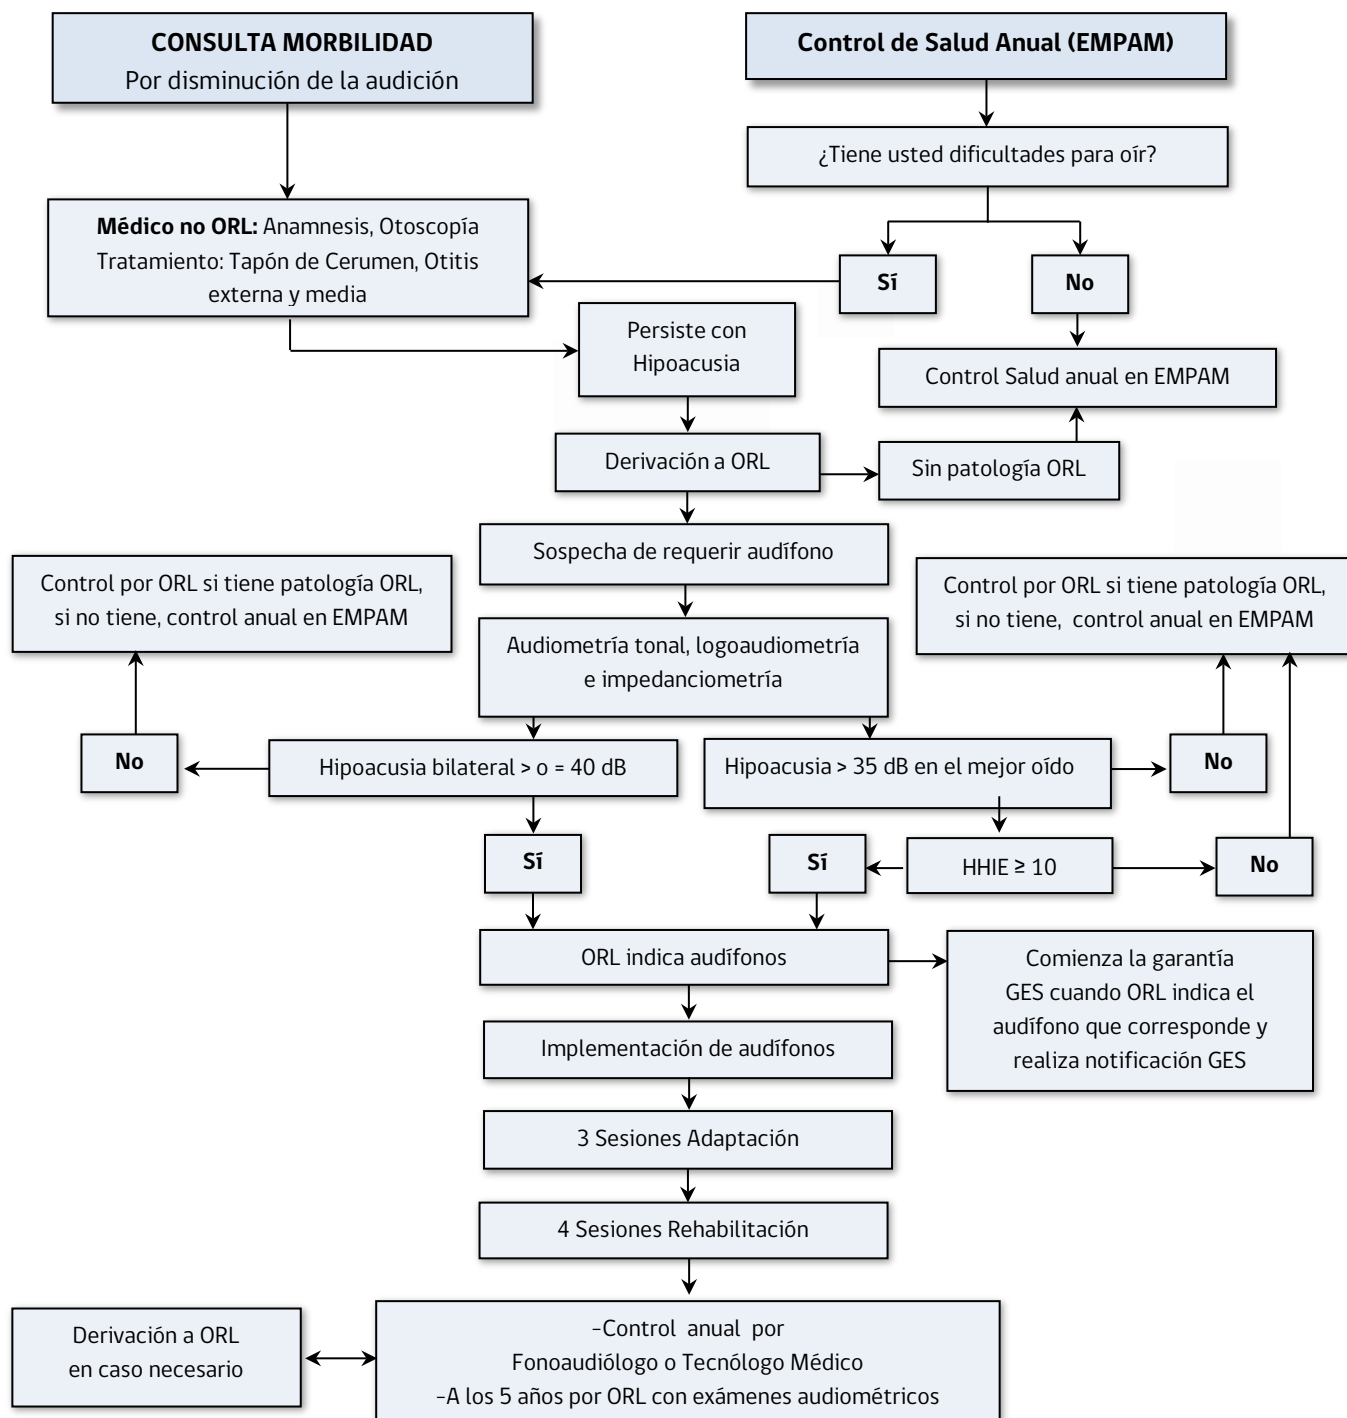 CONSULTA MORBILIDAD
Por disminución de la audición
Control de Salud Anual (EMPAM)
¿Tiene usted dificultades para oír?
Médico no ORL: Anamnesis, Otoscopía
Tratamiento: Tapón de Cerumen, Otitis
externa y media
Sí
No
Persiste con
Hipoacusia
Control Salud anual en EMPAM
Derivación a ORL
Sin patología ORL
Sospecha de requerir audífono
Control por ORL si tiene patología ORL,
si no tiene, control anual en EMPAM
Control por ORL si tiene patología ORL,
si no tiene, control anual en EMPAM
Audiometría tonal, logoaudiometría
e impedanciometría
No
Hipoacusia bilateral > o = 40 dB
Hipoacusia > 35 dB en el mejor oído
No
Sí
Sí
HHIE ≥ 10
No
ORL indica audífonos
Comienza la garantía
GES cuando ORL indica el
audífono que corresponde y
realiza notificación GES
Implementación de audífonos
3 Sesiones Adaptación
4 Sesiones Rehabilitación
Derivación a ORL
en caso necesario
-Control anual por
Fonoaudiólogo o Tecnólogo Médico
-A los 5 años por ORL con exámenes audiométricos